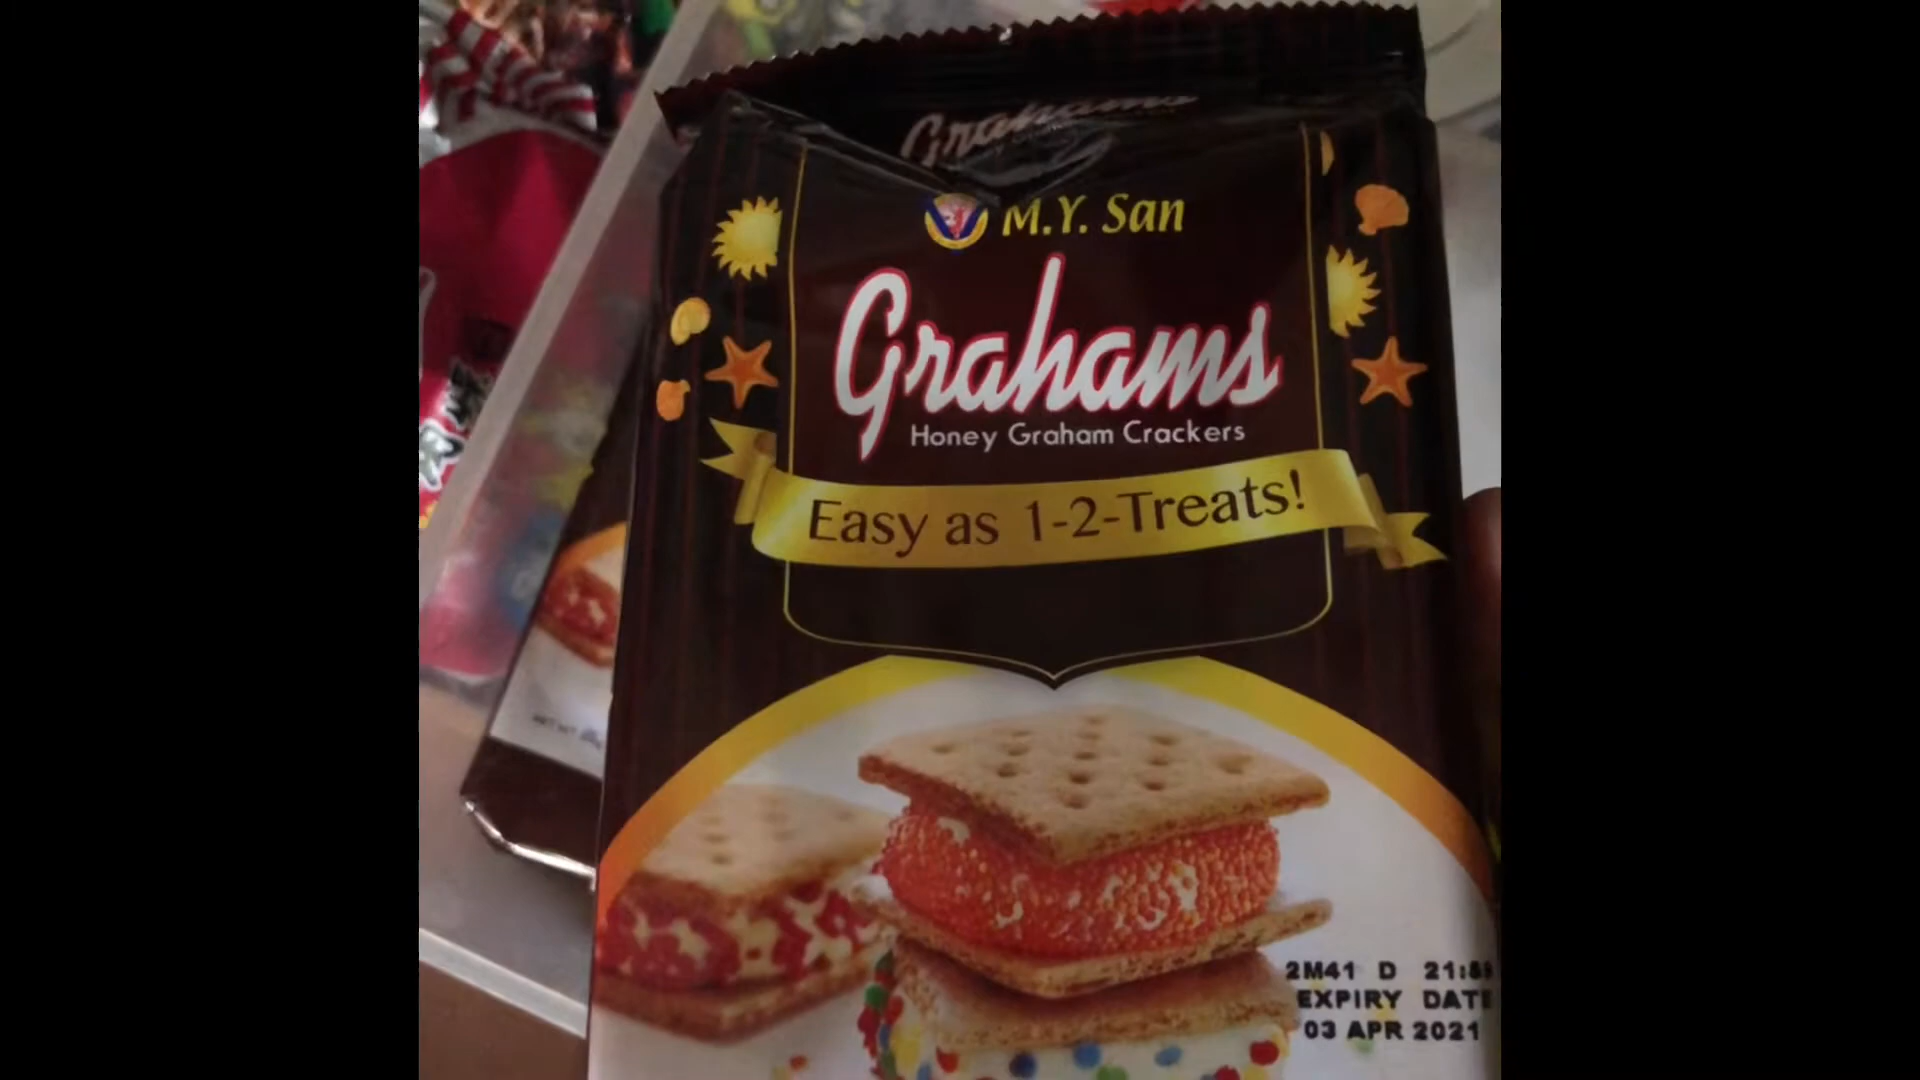 Grahams
M.Y. San
Grahams
Honey Graham Crackers
Easy as 1-2-Treats!
2M41 D
EXPIRY DATE
03 APR 2021